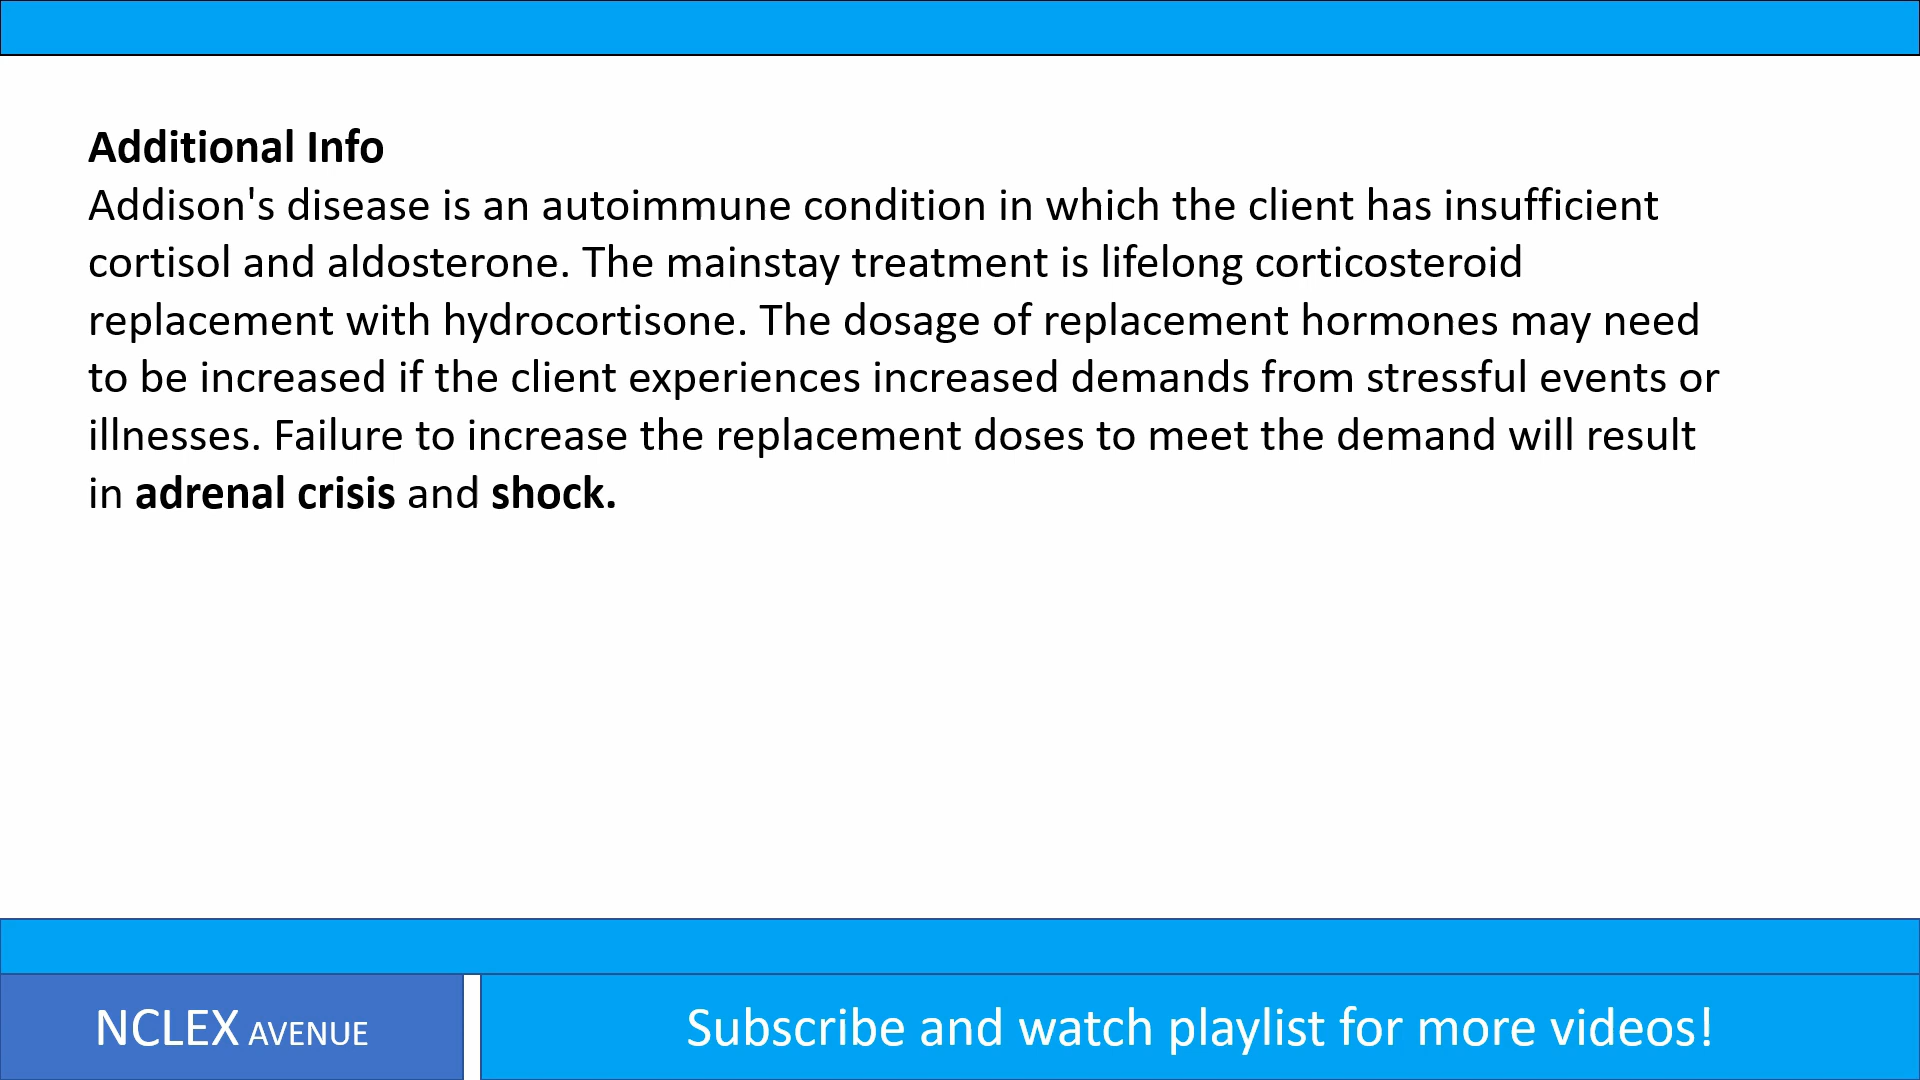 Additional Info
Addison's disease is an autoimmune condition in which the client has insufficient
cortisol and aldosterone. The mainstay treatment is lifelong corticosteroid
replacement with hydrocortisone. The dosage of replacement hormones may need
to be increased if the client experiences increased demands from stressful events or
illnesses. Failure to increase the replacement doses to meet the demand will result
in adrenal crisis and shock.
NCLEX AVENUE
Subscribe and watch playlist for more videos!